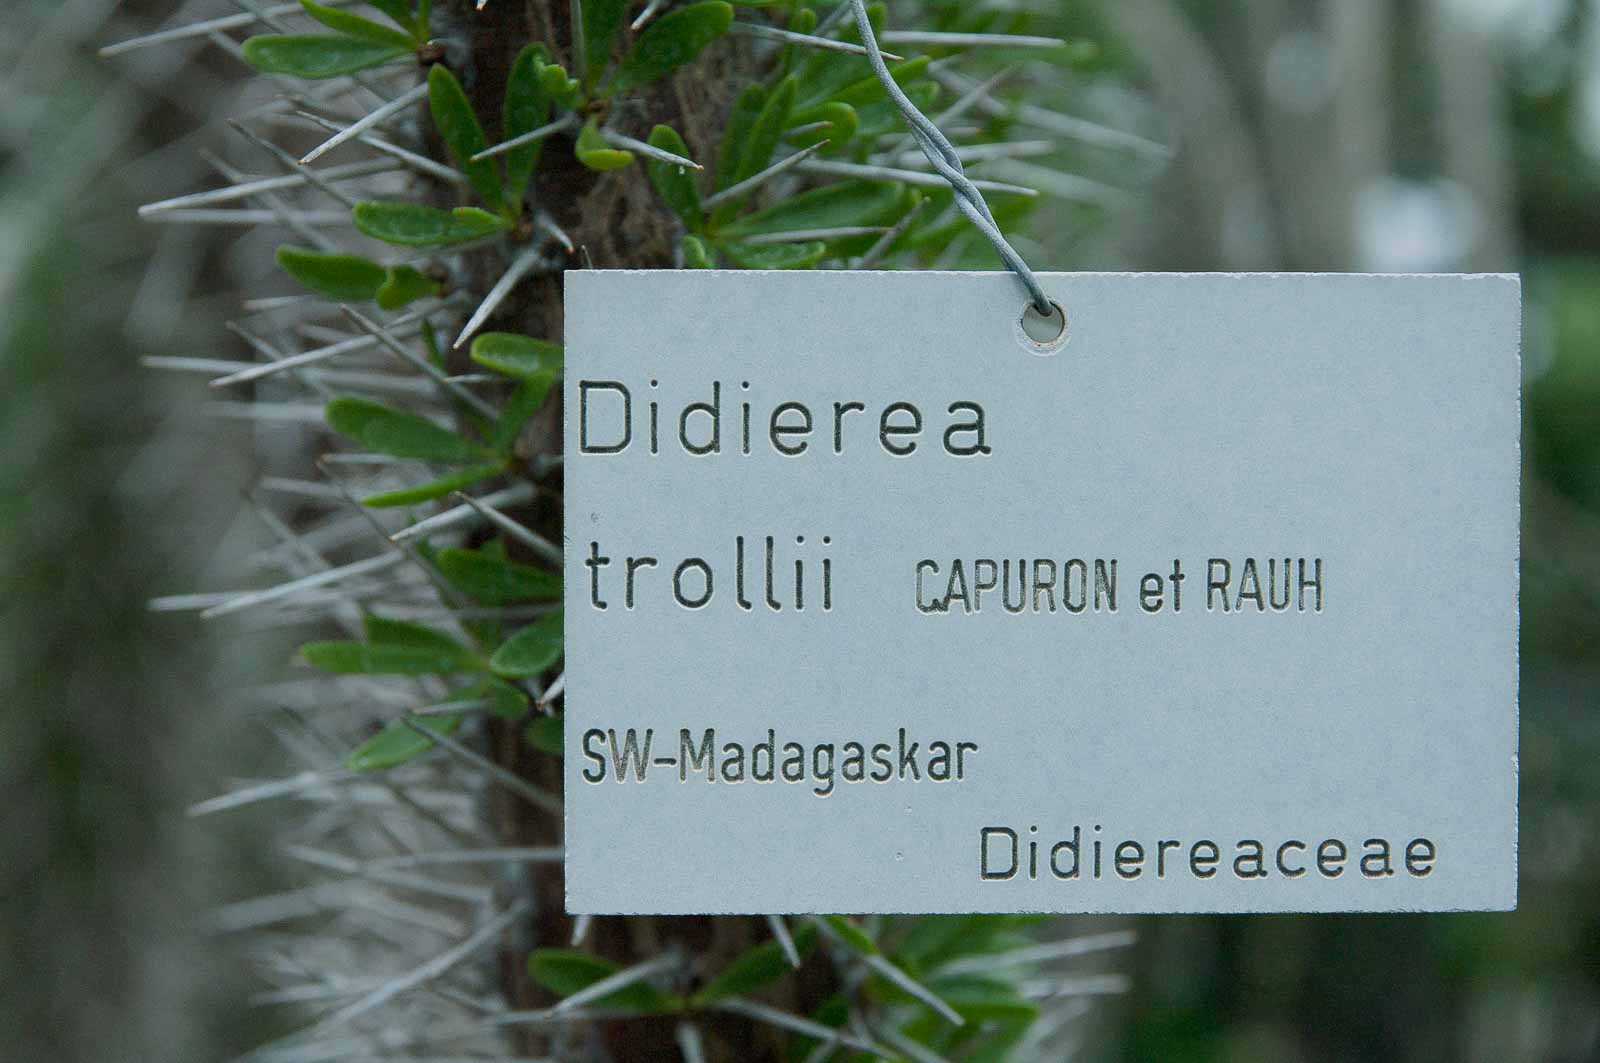 Didierea
trollii CAPURON et RAUH
SW-Madagaskar
Didiereaceae